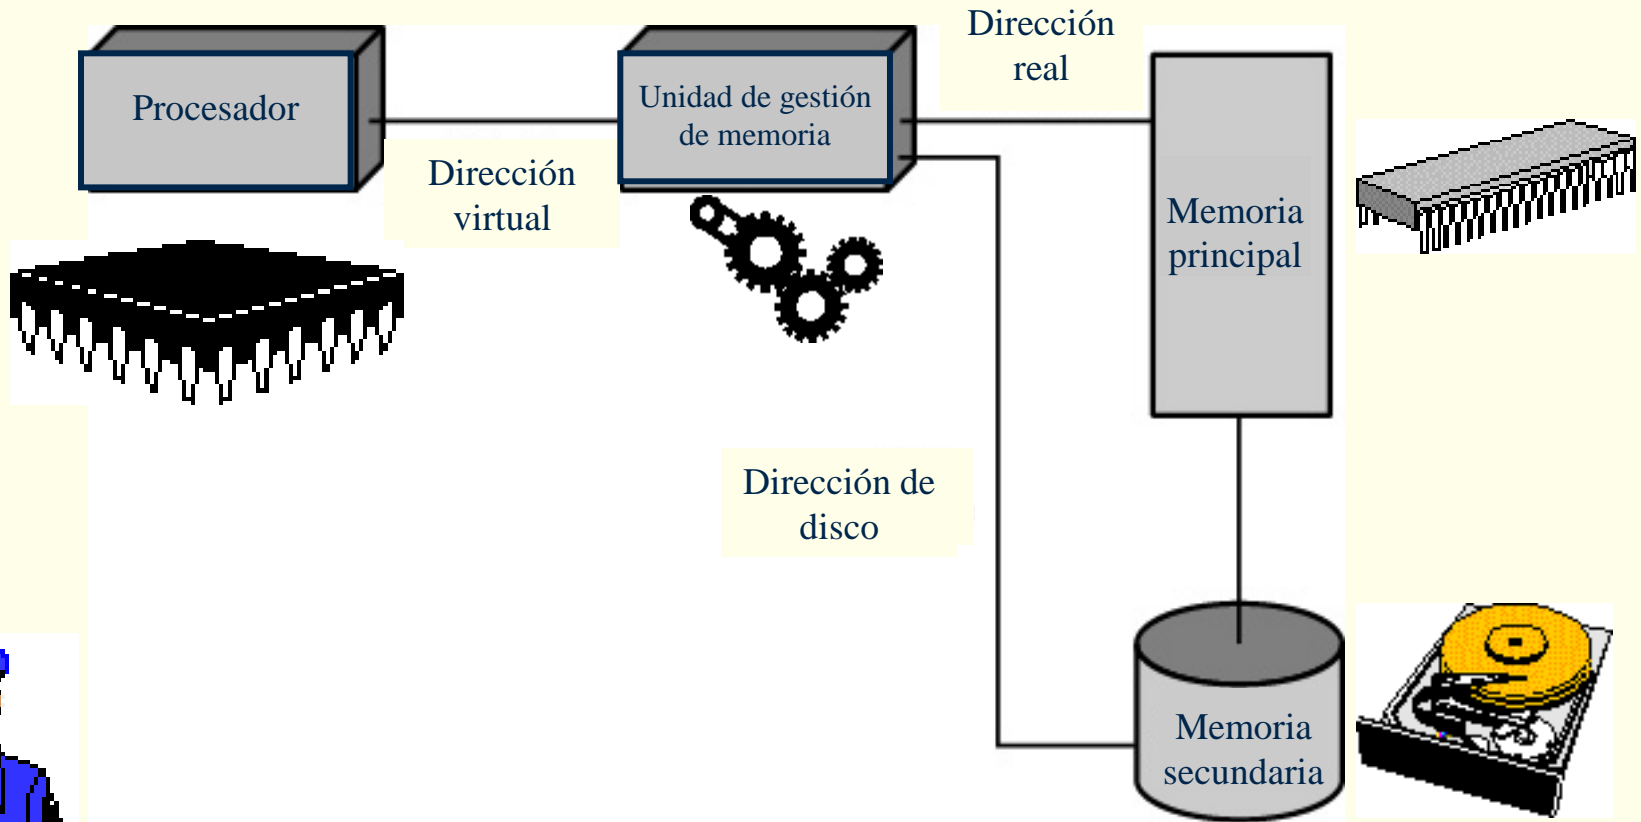 Dirección
real
Procesador
Unidad de gestión
de memoria
Dirección
virtual
Memoria
principal
Dirección de
disco
Memoria
secundaria